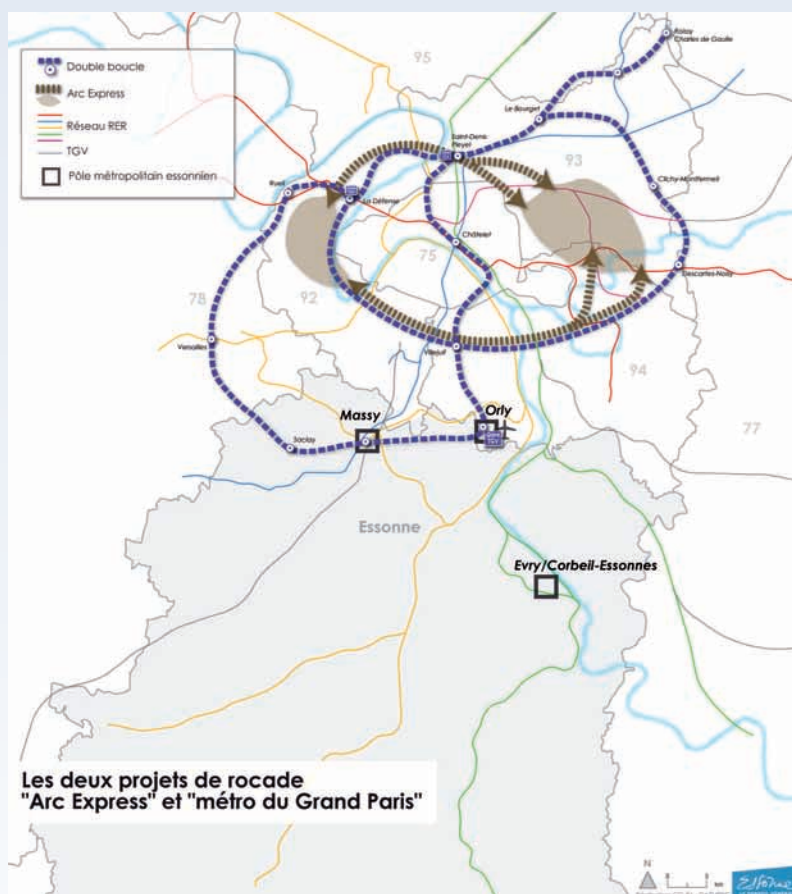 Double boucle
Arc Express
Réseau RER
TGV
Pôle métropolitain essonnien
95
Roissy
Charles de Gaulle
Le Bourget
Saint-Denis
Pleyel
93
Clichy-Montfermeil
Rueil
La Défense
Châtelet
75
Descartes-Noisy
78
92
Versailles
Villejuif
94
Massy
Orly
77
Saclay
Essonne
Evry/Corbeil-Essonnes
Les deux projets de rocade
"Arc Express" et "métro du Grand Paris"
N
Essonne